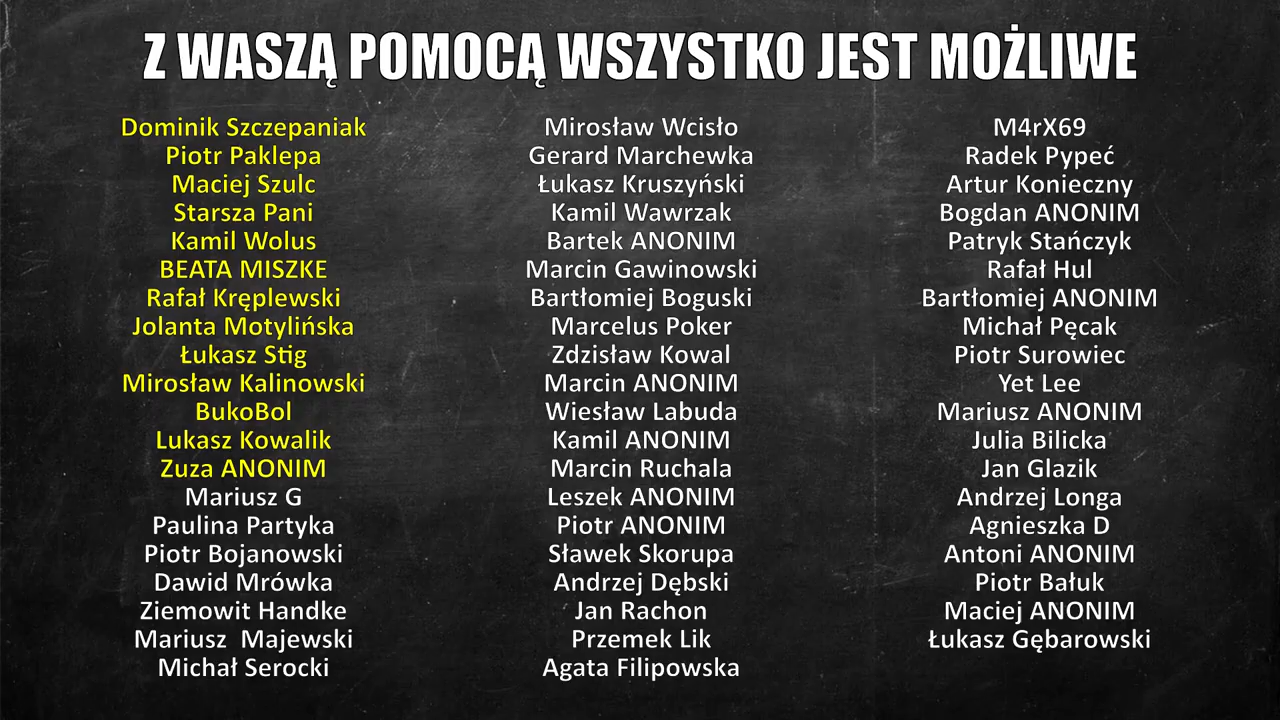 Z WASZĄ POMOCĄ WSZYSTKO JEST MOŻLIWE
Dominik Szczepaniak
Piotr Paklepa
Maciej Szulc
Starsza Pani
Kamil Wolus
BEATA MISZKE
Rafał Kręplewski
Jolanta Motylińska
Łukasz Stig
Mirosław Kalinowski
BukoBol
Lukasz Kowalik
Zuza ANONIM
Mariusz G
Paulina Partyka
Piotr Bojanowski
Dawid Mrówka
Ziemowit Handke
Mariusz  Majewski
Michał Serocki
Mirosław Wcisło
Gerard Marchewka
Łukasz Kruszyński
Kamil Wawrzak
Bartek ANONIM
Marcin Gawinowski
Bartłomiej Boguski
Marcelus Poker
Zdzisław Kowal
Marcin ANONIM
Wiesław Labuda
Kamil ANONIM
Marcin Ruchala
Leszek ANONIM
Piotr ANONIM
Sławek Skorupa
Andrzej Dębski
Jan Rachon
Przemek Lik
Agata Filipowska
M4rX69
Radek Pypeć
Artur Konieczny
Bogdan ANONIM
Patryk Stańczyk
Rafał Hul
Bartłomiej ANONIM
Michał Pęcak
Piotr Surowiec
Yet Lee
Mariusz ANONIM
Julia Bilicka
Jan Glazik
Andrzej Longa
Agnieszka D
Antoni ANONIM
Piotr Bałuk
Maciej ANONIM
Łukasz Gębarowski